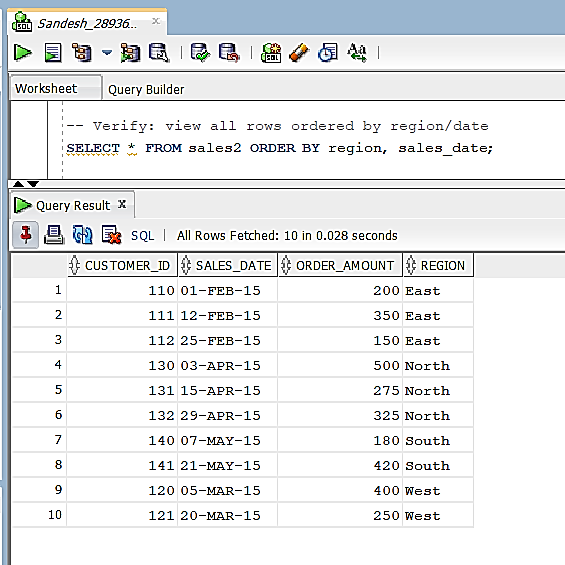 Sandesh_28936...
Worksheet Query Builder
-- Verify: view all rows ordered by region/date
SELECT * FROM sales2 ORDER BY region, sales_date;
Query Result x
SQL | All Rows Fetched: 10 in 0.028 seconds
CUSTOMER_ID SALES_DATE ORDER_AMOUNT REGION
1 110 01-FEB-15 200 East
2 111 12-FEB-15 350 East
3 112 25-FEB-15 150 East
4 130 03-APR-15 500 North
5 131 15-APR-15 275 North
6 132 29-APR-15 325 North
7 140 07-MAY-15 180 South
8 141 21-MAY-15 420 South
9 120 05-MAR-15 400 West
10 121 20-MAR-15 250 West